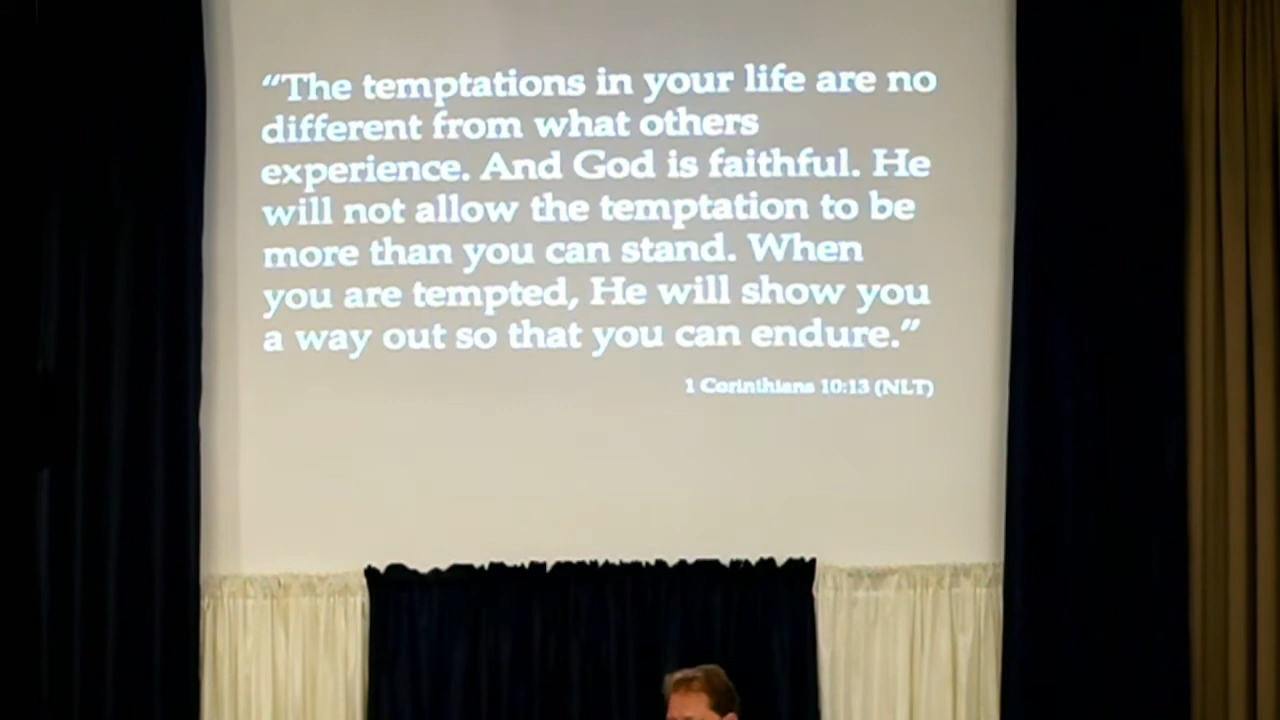 “The temptations in your life are no
different from what others
experience. And God is faithful. He
will not allow the temptation to be
more than you can stand. When
you are tempted, He will show you
a way out so that you can endure.”
1 Corinthians 10:13 (NLT)